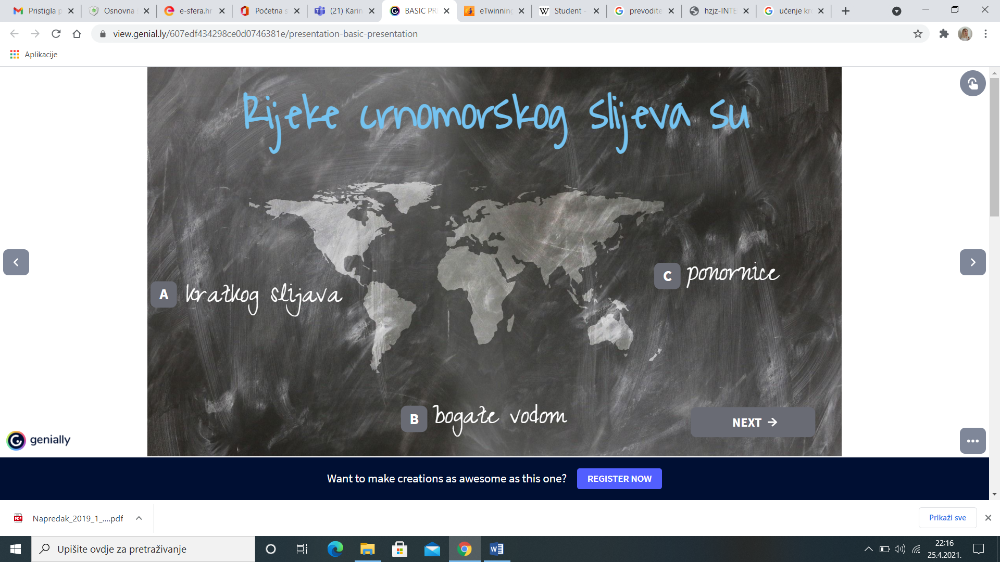 Pristigla p
Osnovna
e-sfera.hr
Početna s
(21) Karin
BASIC PR
eTwinning
Student -
prevodite
hzjz-INTE
učenje kr
view.genial.ly/607edf434298ce0d0746381e/presentation-basic-presentation
Aplikacije
Rijeke crnomorskog slijeva su
C ponornice
A kratkog slijava
B bogate vodom
NEXT →
genially
Want to make creations as awesome as this one? REGISTER NOW
PDF Napredak_2019_1_....pdf
Prikaži sve
Upišite ovdje za pretraživanje
22:16
25.4.2021.